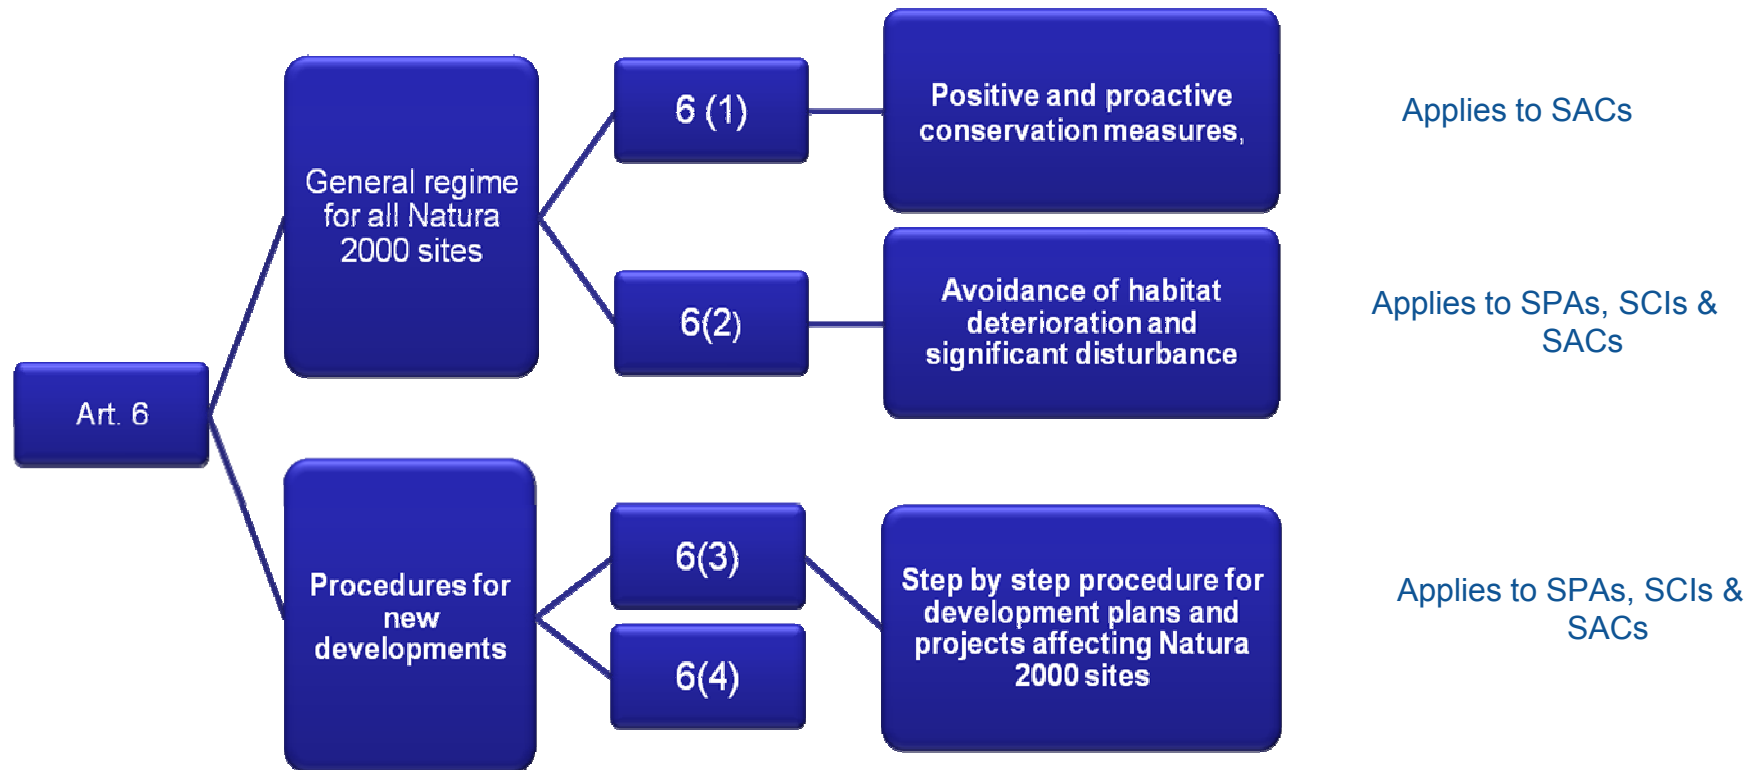 Art. 6
General regime
for all Natura
2000 sites
6 (1)
Positive and proactive
conservation measures,
Applies to SACs
6(2)
Avoidance of habitat
deterioration and
significant disturbance
Applies to SPAs, SCIs &
SACs
Procedures for
new
developments
6(3)
6(4)
Step by step procedure for
development plans and
projects affecting Natura
2000 sites
Applies to SPAs, SCIs &
SACs